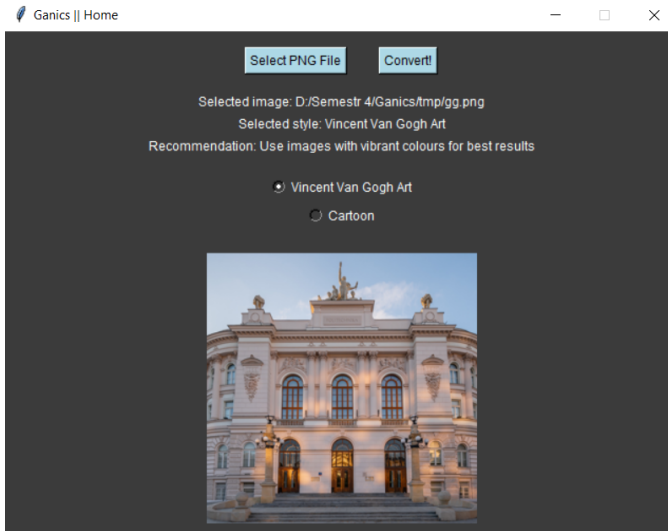 Ganics || Home
Select PNG File Convert!
Selected image: D:/Semestr 4/Ganics/tmp/gg.png
Selected style: Vincent Van Gogh Art
Recommendation: Use images with vibrant colours for best results
Vincent Van Gogh Art
Cartoon